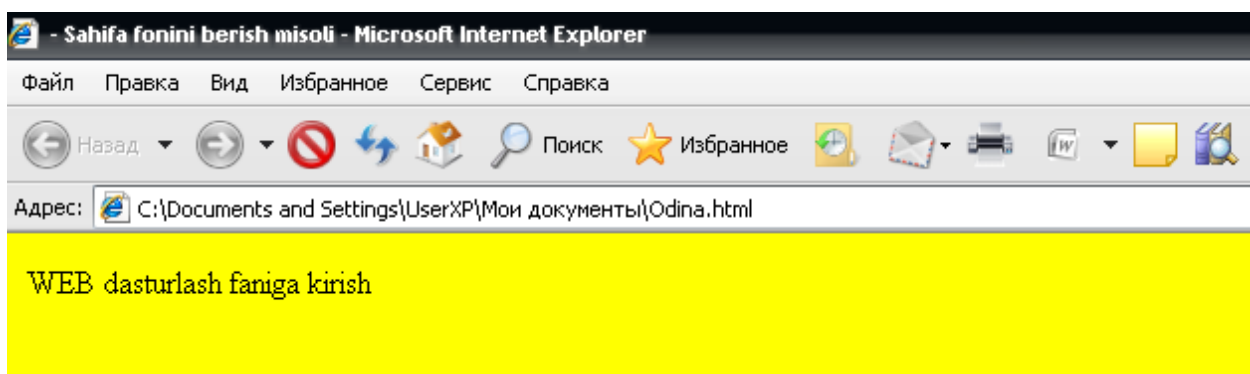 - Sahifa fonini berish misoli - Microsoft Internet Explorer
Файл Правка Вид Избранное Сервис Справка
Назад Поиск Избранное W
Адрес: C:\Documents and Settings\UserXP\Мои документы\Odina.html
WEB dasturlash faniga kirish